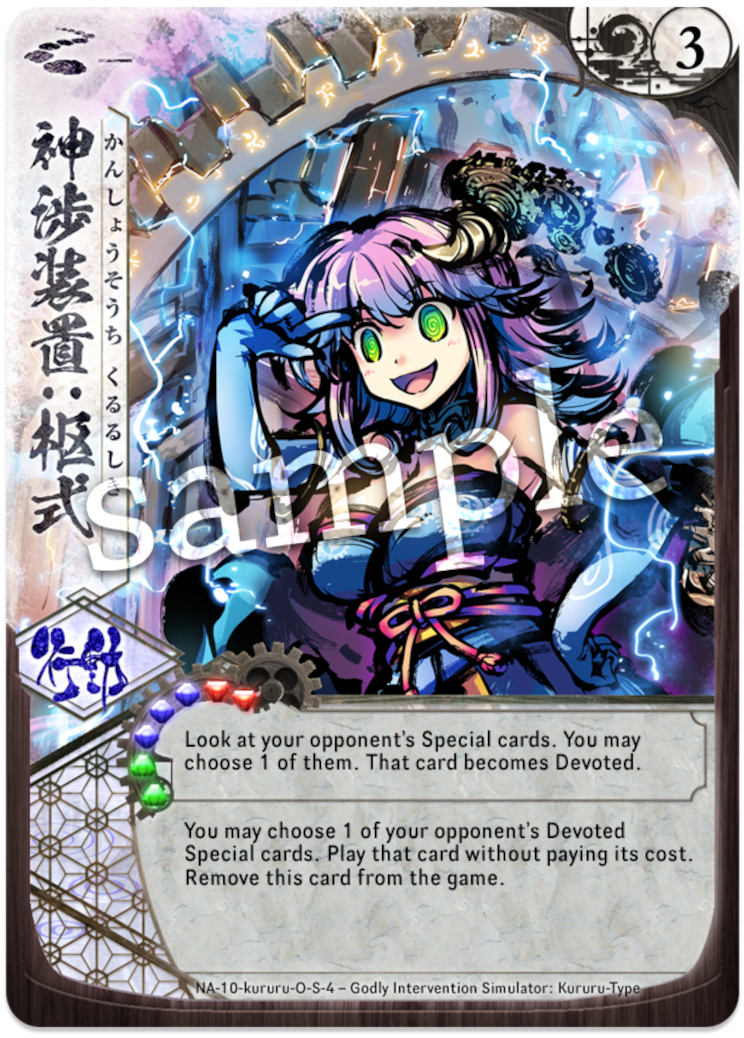 3
神渉装置:枢式
かんしょうそうち くるるしき
sample
行動
Look at your opponent's Special cards. You may
choose 1 of them. That card becomes Devoted.
You may choose 1 of your opponent's Devoted
Special cards. Play that card without paying its cost.
Remove this card from the game.
NA-10-kururu-O-S-4 – Godly Intervention Simulator: Kururu-Type